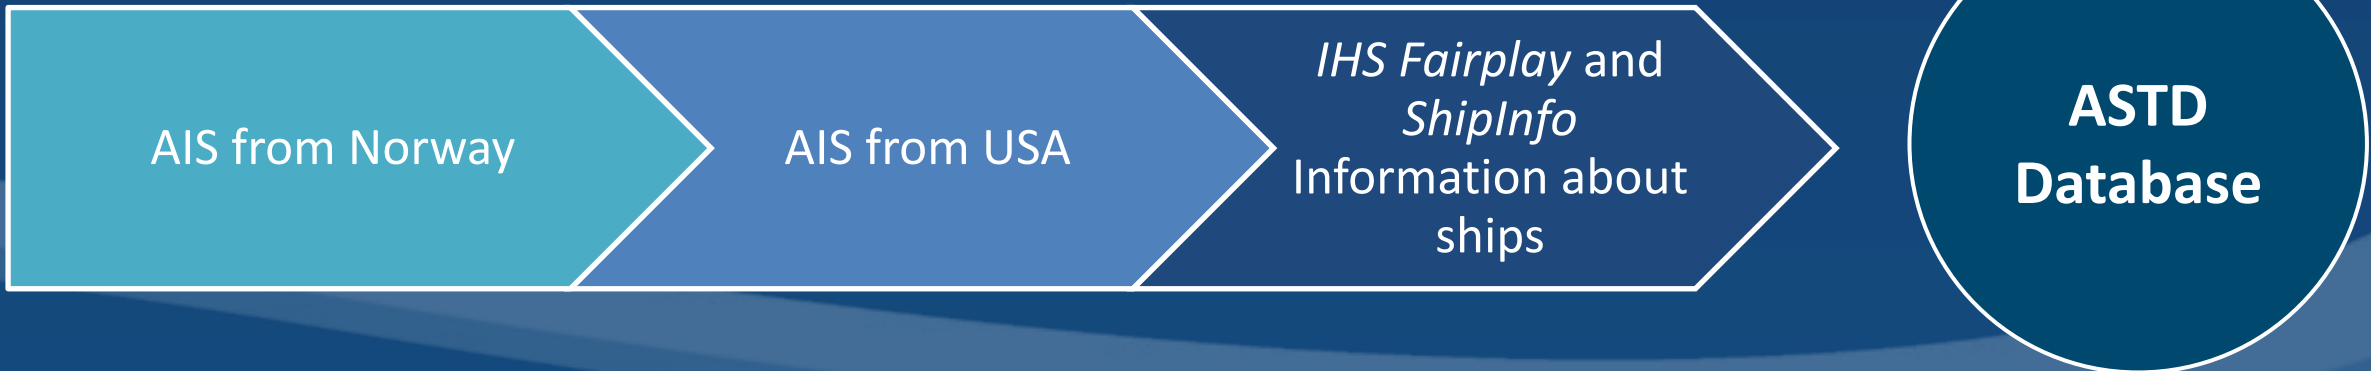 AIS from Norway
AIS from USA
IHS Fairplay and
ShipInfo
Information about
ships
ASTD
Database